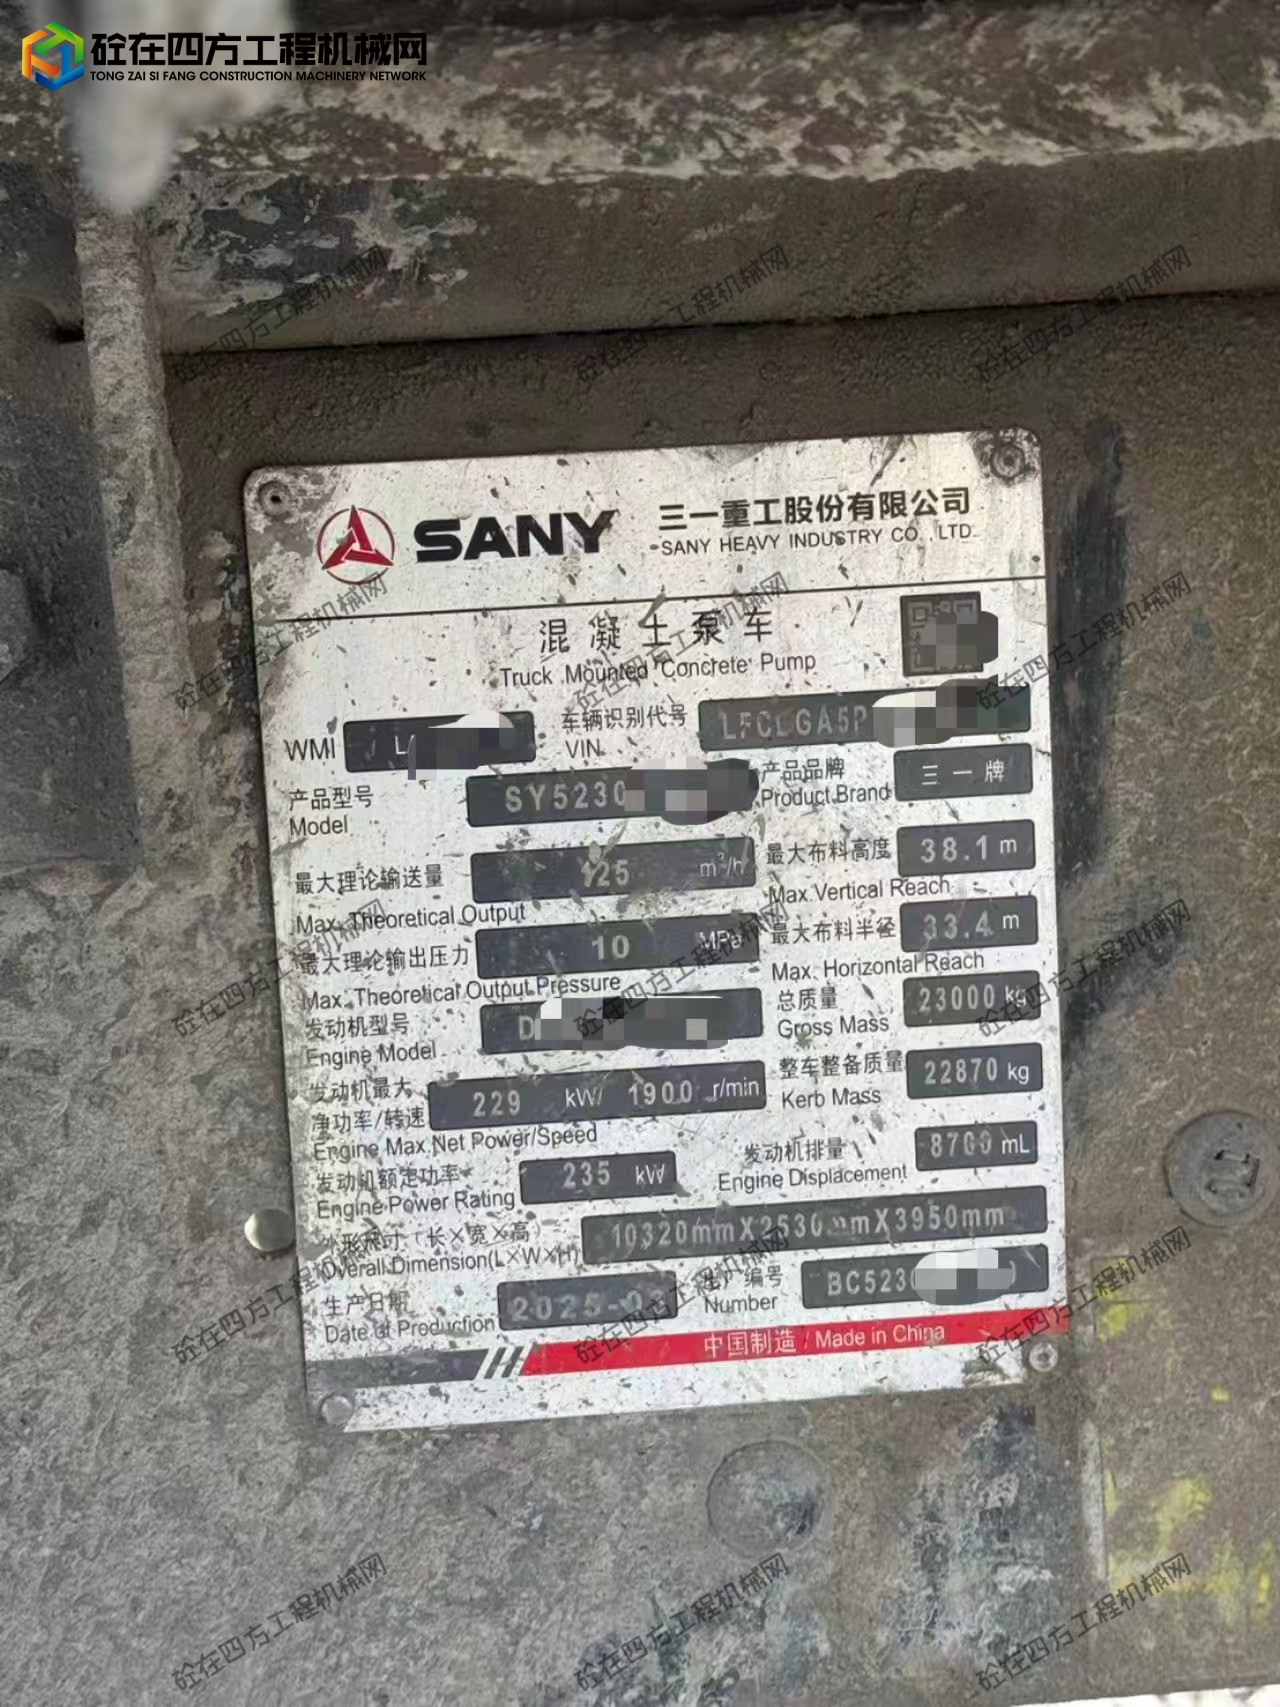 砼在四方工程机械网
TONG ZAI SI FANG CONSTRUCTION MACHINERY NETWORK
SANY 三一重工股份有限公司
SANY HEAVY INDUSTRY CO.,LTD.
混凝土泵车
Truck Mounted Concrete Pump
WMI 车辆识别代号 VIN LFCLGA5P
产品型号 Model SY5230 产品品牌 Product Brand 三一牌
最大理论输送量 125 m³/h 最大布料高度 38.1 m
Max. Theoretical Output Max.Vertical Reach
最大理论输出压力 10 MPa 最大布料半径 33.4 m
Max. Theoretical Output Pressure Max. Horizontal Reach
发动机型号 Engine Model D 总质量 Gross Mass 23000 kg
发动机最大净功率/转速 229 kW/ 1900 r/min 整车整备质量 Kerb Mass 22870 kg
Engine Max.Net Power/Speed
发动机额定功率 Engine Power Rating 235 kW 发动机排量 Engine Displacement 8700 mL
外形尺寸(长×宽×高) Overall Dimension(L×W×H) 10320mmX2530mmX3950mm
生产日期 Date of Production 2025-0 生产编号 Number BC523
中国制造 / Made in China